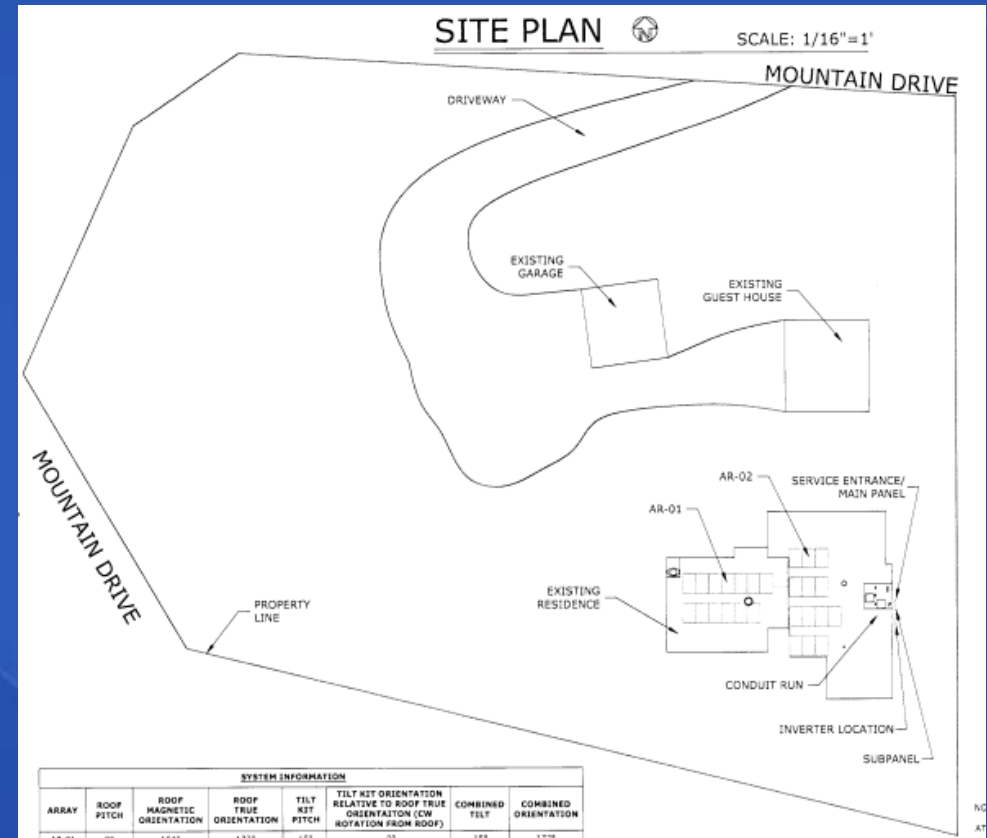 SITE PLAN
N
SCALE: 1/16"=1'
MOUNTAIN DRIVE
DRIVEWAY
EXISTING
GARAGE
EXISTING
GUEST HOUSE
MOUNTAIN DRIVE
AR-02
SERVICE ENTRANCE/
MAIN PANEL
AR-01
EXISTING
RESIDENCE
PROPERTY
LINE
CONDUIT RUN
INVERTER LOCATION
SUBPANEL
SYSTEM INFORMATION
ARRAY
ROOF
PITCH
ROOF
MAGNETIC
ORIENTATION
ROOF
TRUE
ORIENTATION
TILT
KIT
PITCH
TILT KIT ORIENTATION
RELATIVE TO ROOF TRUE
ORIENTAITON (CW
ROTATION FROM ROOF)
COMBINED
TILT
COMBINED
ORIENTATION